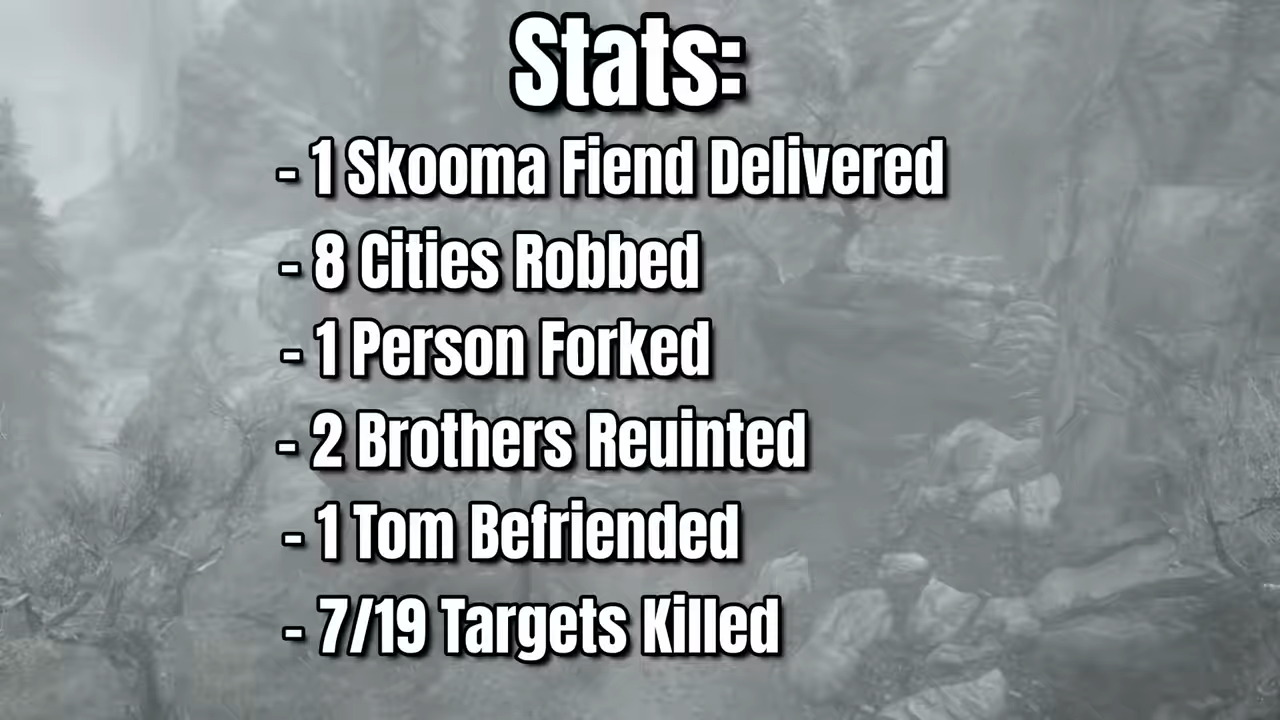 Stats:
- 1 Skooma Fiend Delivered
- 8 Cities Robbed
- 1 Person Forked
- 2 Brothers Reuinted
- 1 Tom Befriended
- 7/19 Targets Killed